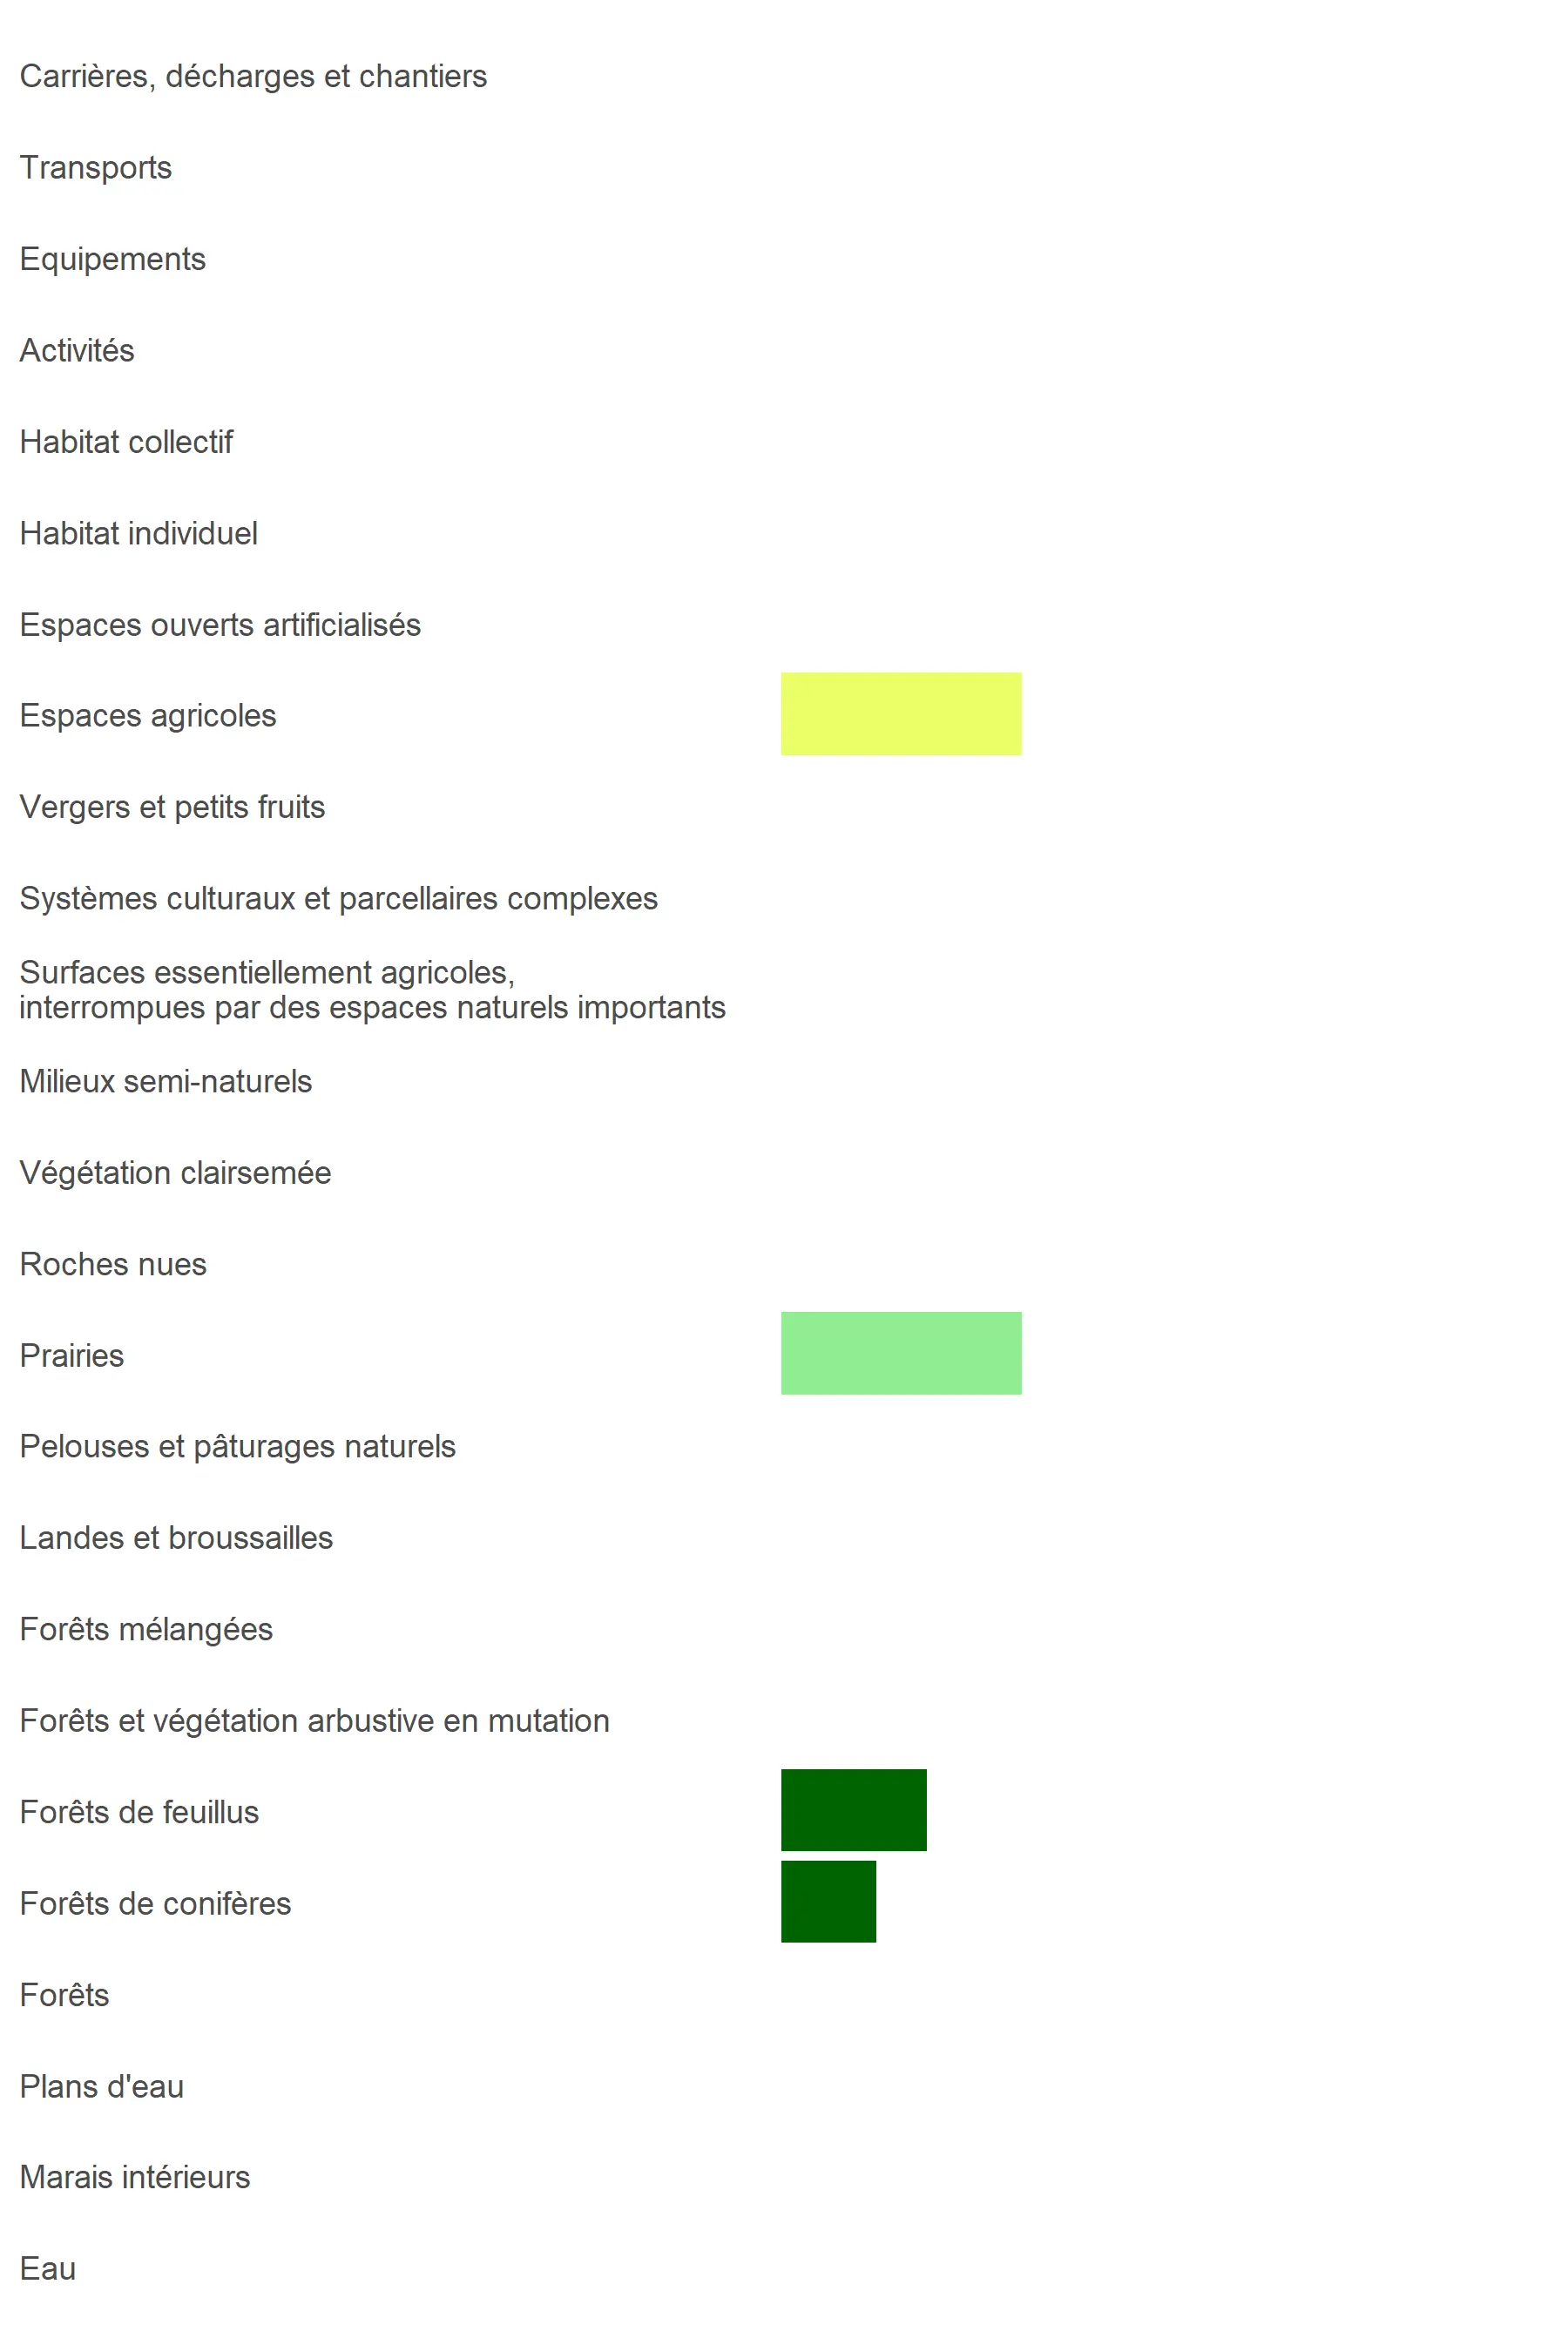 Carrières, décharges et chantiers
Transports
Equipements
Activités
Habitat collectif
Habitat individuel
Espaces ouverts artificialisés
Espaces agricoles
Vergers et petits fruits
Systèmes culturaux et parcellaires complexes
Surfaces essentiellement agricoles,
interrompues par des espaces naturels importants
Milieux semi-naturels
Végétation clairsemée
Roches nues
Prairies
Pelouses et pâturages naturels
Landes et broussailles
Forêts mélangées
Forêts et végétation arbustive en mutation
Forêts de feuillus
Forêts de conifères
Forêts
Plans d'eau
Marais intérieurs
Eau